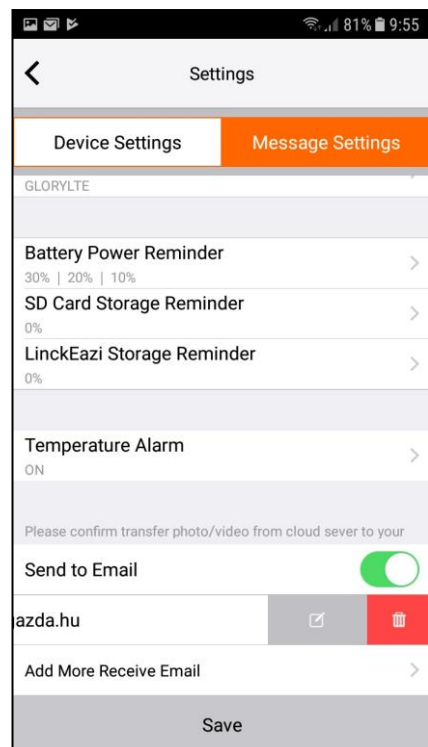 81% 9:55
Settings
Device Settings Message Settings
GLORYLTE
Battery Power Reminder
30% | 20% | 10%
SD Card Storage Reminder
0%
LinckEazi Storage Reminder
0%
Temperature Alarm
ON
Please confirm transfer photo/video from cloud sever to your
Send to Email
azda.hu
Add More Receive Email
Save